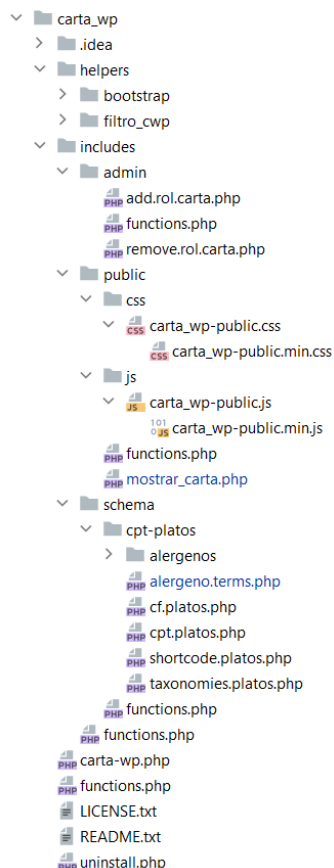 carta_wp
.idea
helpers
bootstrap
filtro_cwp
includes
admin
add.rol.carta.php
functions.php
remove.rol.carta.php
public
css
carta_wp-public.css
carta_wp-public.min.css
js
carta_wp-public.js
carta_wp-public.min.js
functions.php
mostrar_carta.php
schema
cpt-platos
alergenos
alergeno.terms.php
cf.platos.php
cpt.platos.php
shortcode.platos.php
taxonomies.platos.php
functions.php
functions.php
carta-wp.php
functions.php
LICENSE.txt
README.txt
uninstall.php